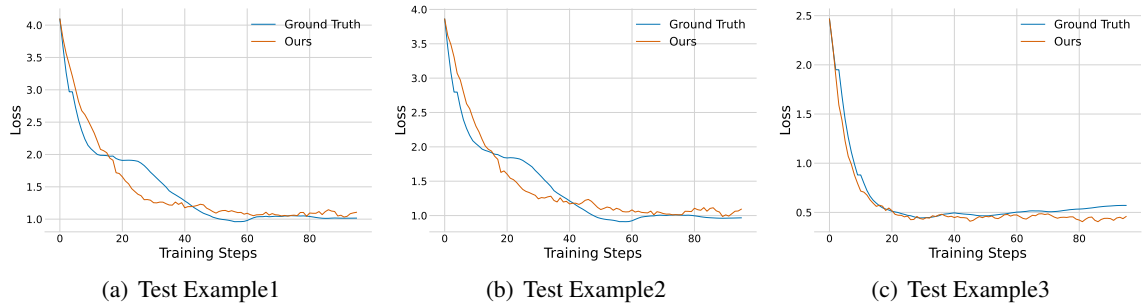 4.0
3.5
3.0
2.5
2.0
1.5
1.0
Loss
Ground Truth
Ours
0 20 40 60 80
Training Steps
(a) Test Example1
4.0
3.5
3.0
2.5
2.0
1.5
1.0
Loss
Ground Truth
Ours
0 20 40 60 80
Training Steps
(b) Test Example2
2.5
2.0
1.5
1.0
0.5
Loss
Ground Truth
Ours
0 20 40 60 80
Training Steps
(c) Test Example3